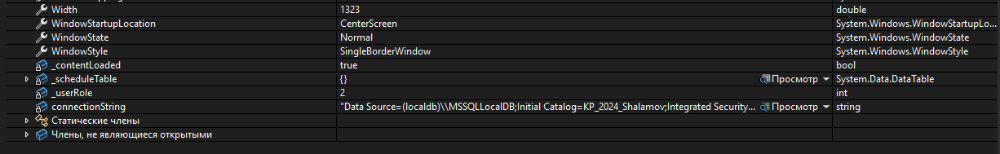 Width 1323 double
WindowStartupLocation CenterScreen System.Windows.WindowStartupLo...
WindowState Normal System.Windows.WindowState
WindowStyle SingleBorderWindow System.Windows.WindowStyle
_contentLoaded true bool
_scheduleTable {} Просмотр System.Data.DataTable
_userRole 2 int
connectionString "Data Source=(localdb)\\MSSQLLocalDB;Initial Catalog=KP_2024_Shalamov;Integrated Security... Просмотр string
Статические члены
Члены, не являющиеся открытыми